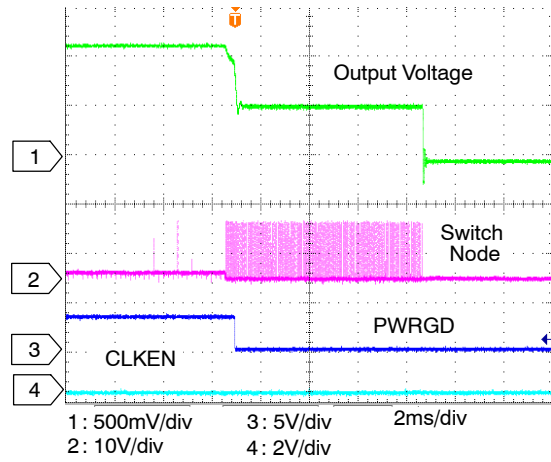 T
Output Voltage
1
Switch
Node
2
PWRGD
3
CLKEN
4
1 : 500mV/div 3 : 5V/div 2ms/div
2 : 10V/div 4 : 2V/div